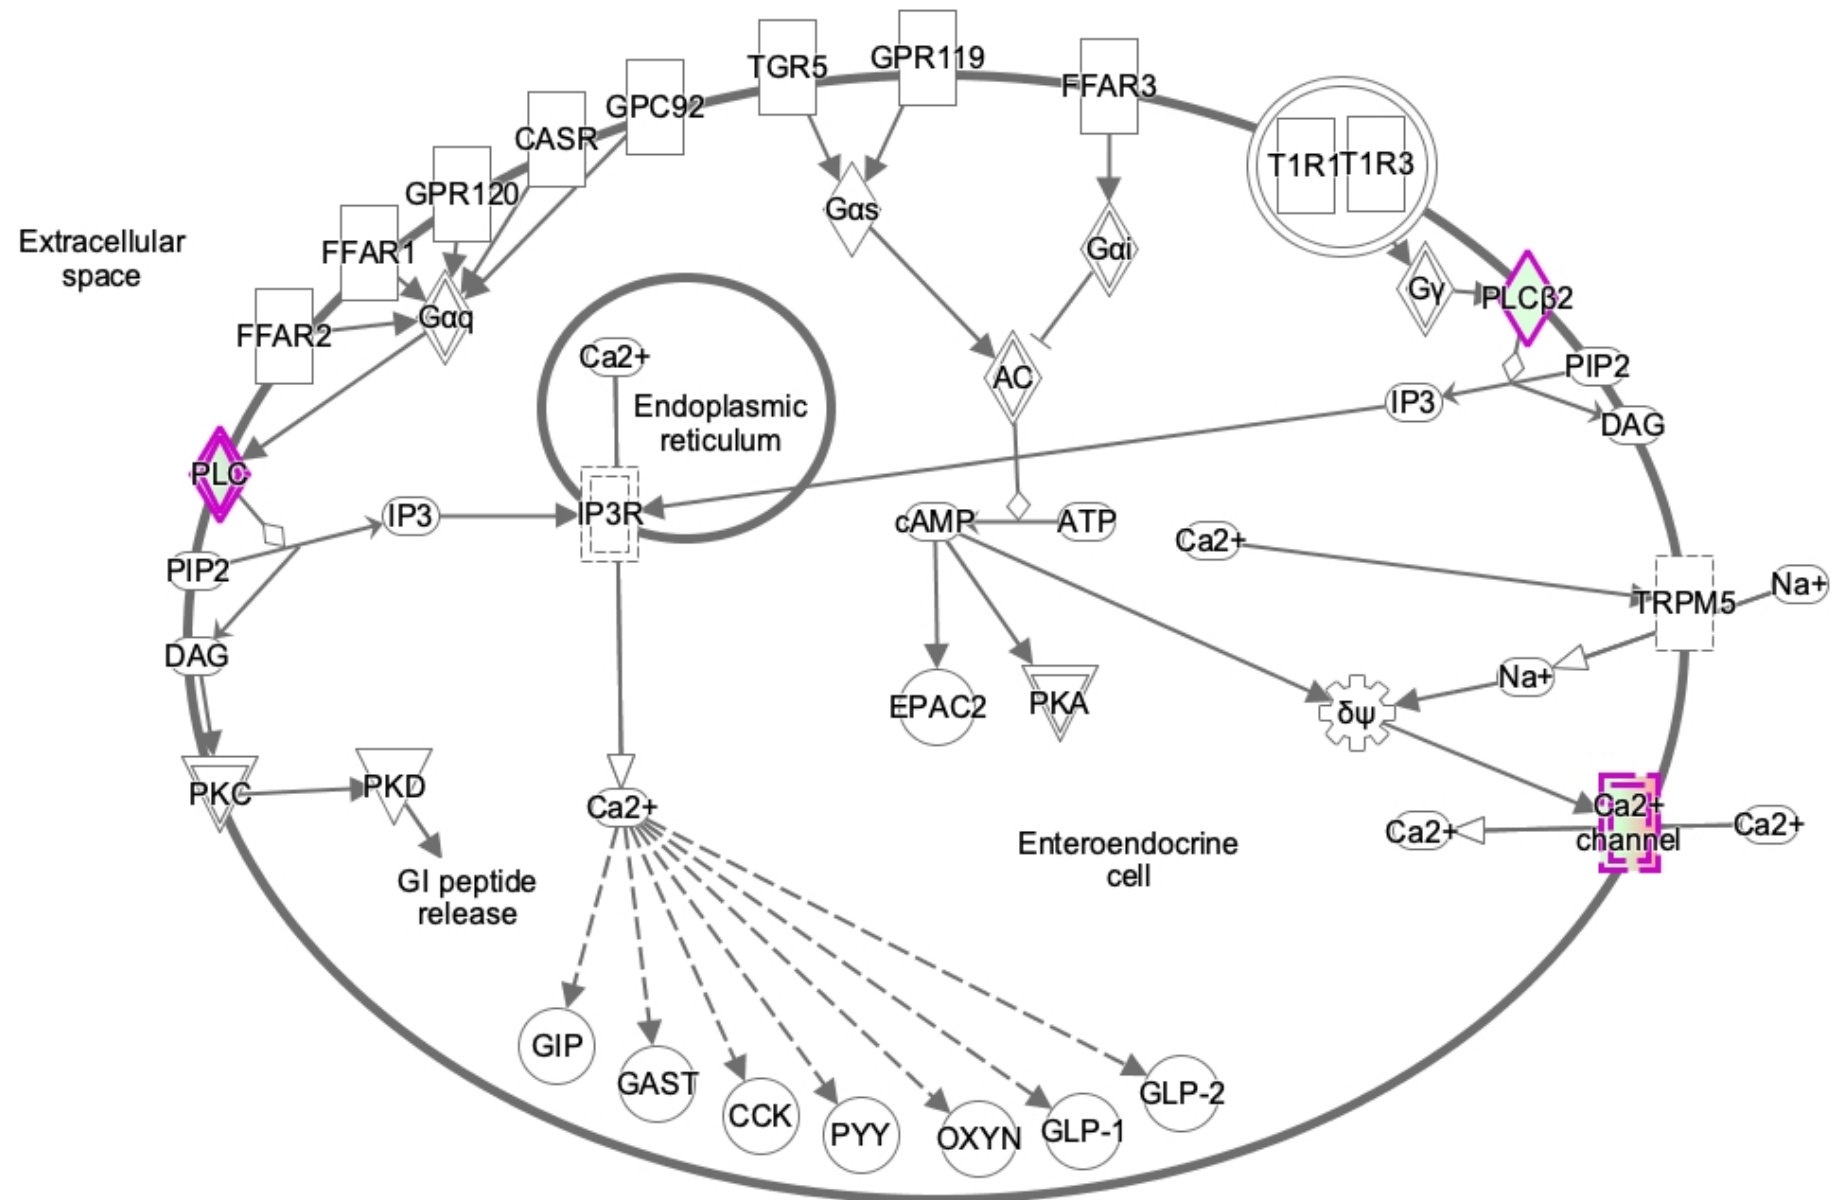 GPR119
TGR5
FFAR3
GPC92
CASR
T1R1
T1R3
GPR120
Gαs
Extracellular
space
FFAR1
Gαi
Gγ
PLCβ2
Gαq
FFAR2
Ca2+
PIP2
AC
Endoplasmic
reticulum
IP3
DAG
PLC
IP3
IP3R
cAMP
ATP
Ca2+
PIP2
TRPM5
Na+
DAG
Na+
EPAC2
PKA
δψ
PKC
PKD
Ca2+
Ca2+
channel
Ca2+
Ca2+
Enteroendocrine
cell
GI peptide
release
GIP
GAST
CCK
PYY
OXYN
GLP-1
GLP-2